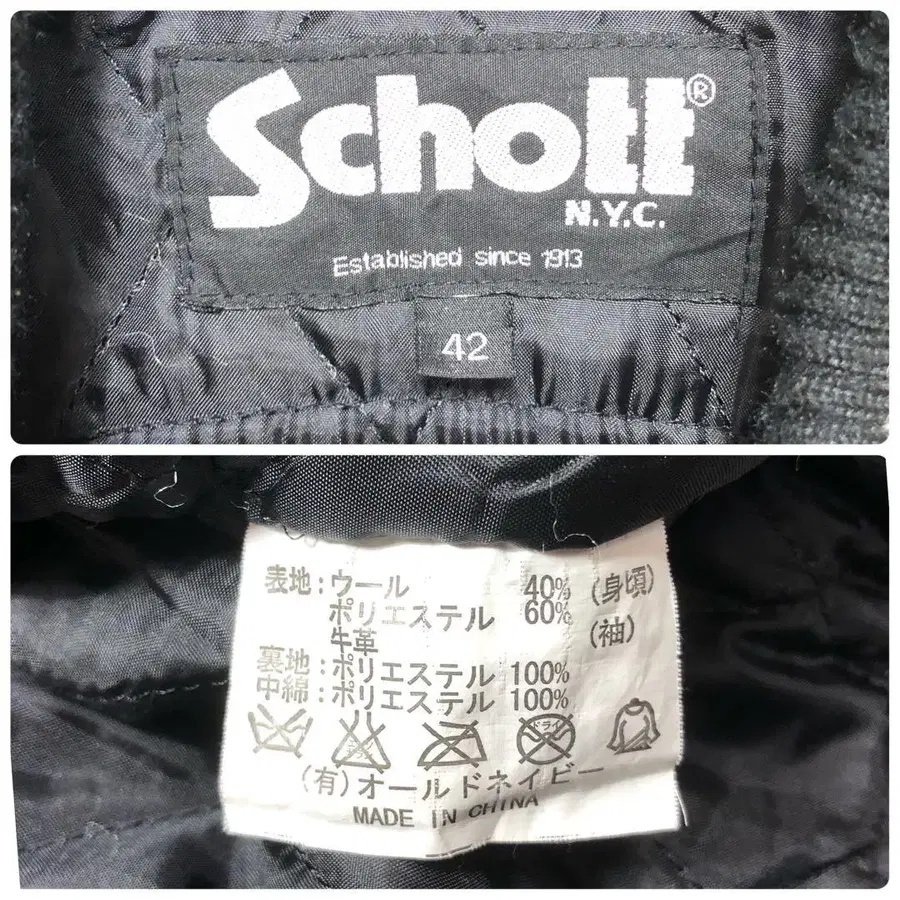 Schott®
N.Y.C.
Established since 1913
42
表地:ウール 40% (身頃)
ポリエステル 60%
牛革 (袖)
裏地:ポリエステル 100%
中綿:ポリエステル 100%
ドライ
(有)オールドネイビー
MADE IN CHINA